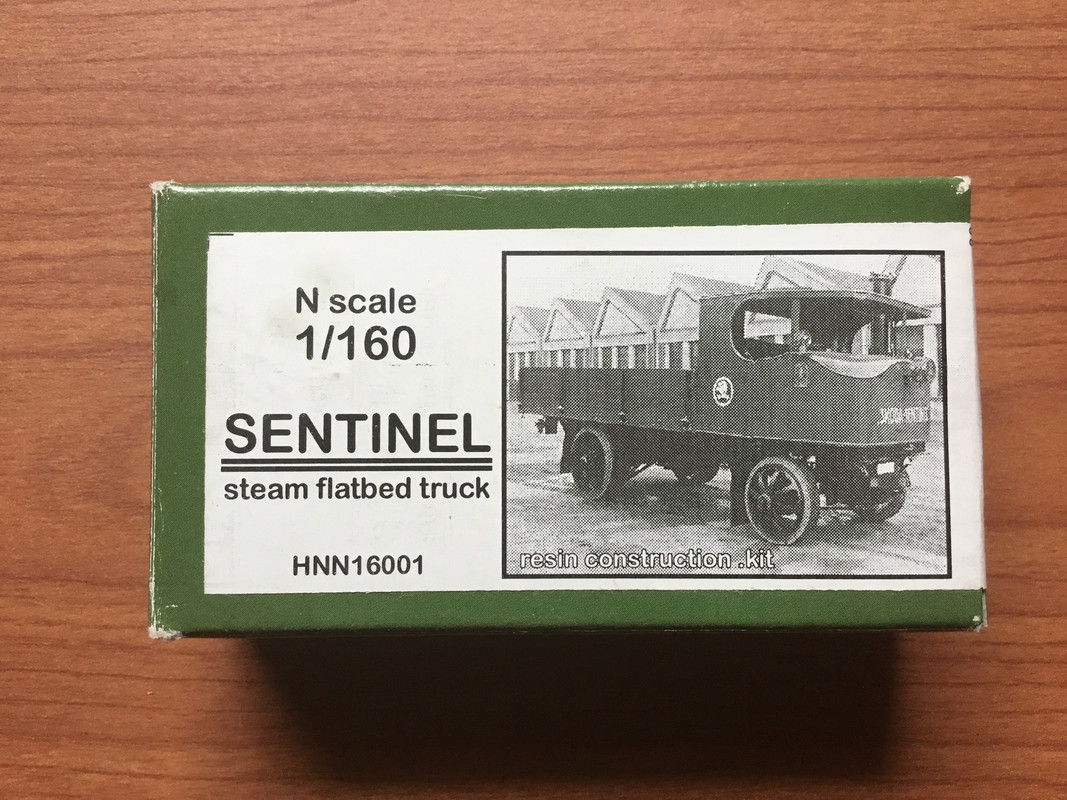 N scale
1/160
SENTINEL
steam flatbed truck
HNN16001
resin construction .kit